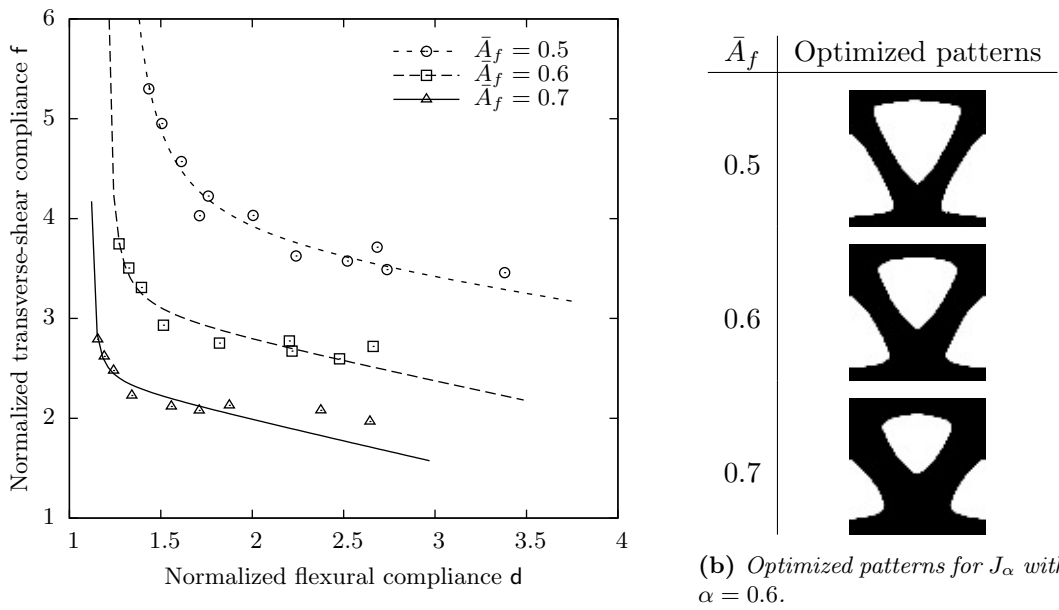 6
5
4
3
2
1
1
1.5
2
2.5
3
3.5
4
Normalized transverse-shear compliance f
Normalized flexural compliance d
Ā_f = 0.5
Ā_f = 0.6
Ā_f = 0.7
Ā_f Optimized patterns
0.5
0.6
0.7
(b) Optimized patterns for J_α with
α = 0.6.